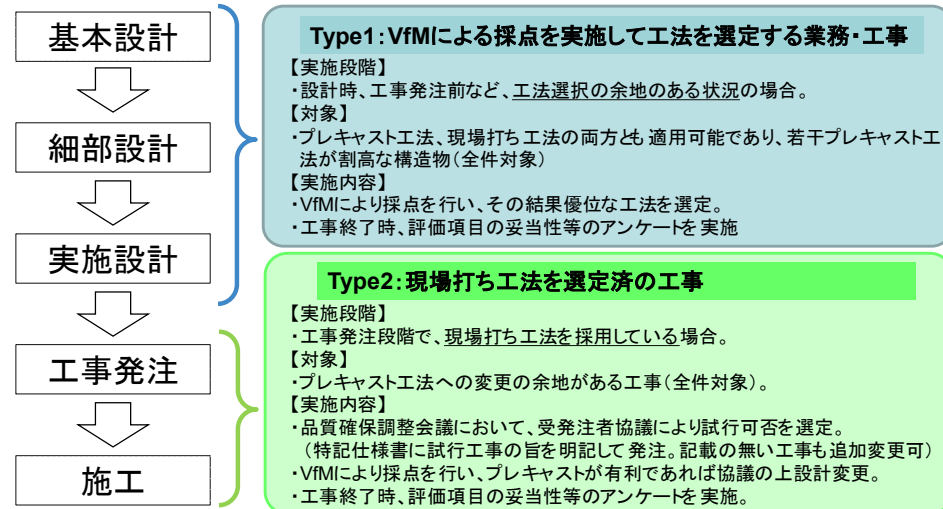 基本設計
細部設計
実施設計
工事発注
施工
Type1:VfMによる採点を実施して工法を選定する業務・工事
【実施段階】
・設計時、工事発注前など、工法選択の余地のある状況の場合。
【対象】
・プレキャスト工法、現場打ち工法の両方とも適用可能であり、若干プレキャスト工
法が割高な構造物(全件対象)
【実施内容】
・VfMにより採点を行い、その結果優位な工法を選定。
・工事終了時、評価項目の妥当性等のアンケートを実施
Type2:現場打ち工法を選定済の工事
【実施段階】
・工事発注段階で、現場打ち工法を採用している場合。
【対象】
・プレキャスト工法への変更の余地がある工事(全件対象)。
【実施内容】
・品質確保調整会議において、受発注者協議により試行可否を選定。
(特記仕様書に試行工事の旨を明記して発注。記載の無い工事も追加変更可)
・VfMにより採点を行い、プレキャストが有利であれば協議の上設計変更。
・工事終了時、評価項目の妥当性等のアンケートを実施。